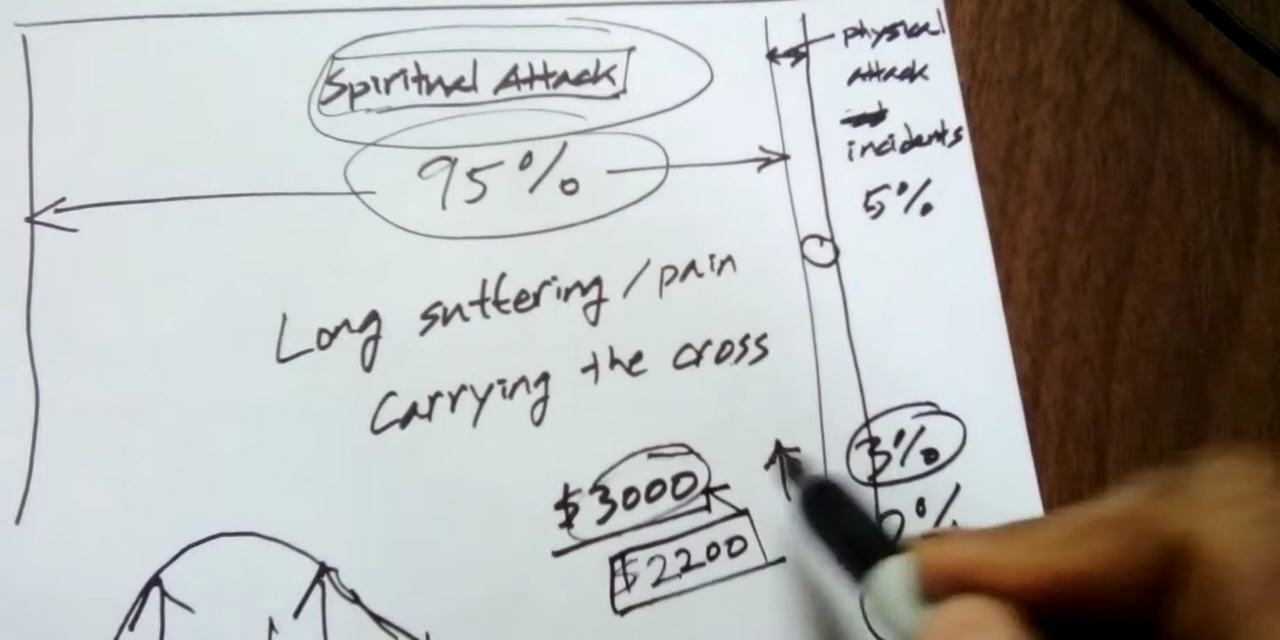 Spiritual Attack
95%
physical
attack
incidents
5%
Long suffering/pain
Carrying the cross
$3000
$2200
3%